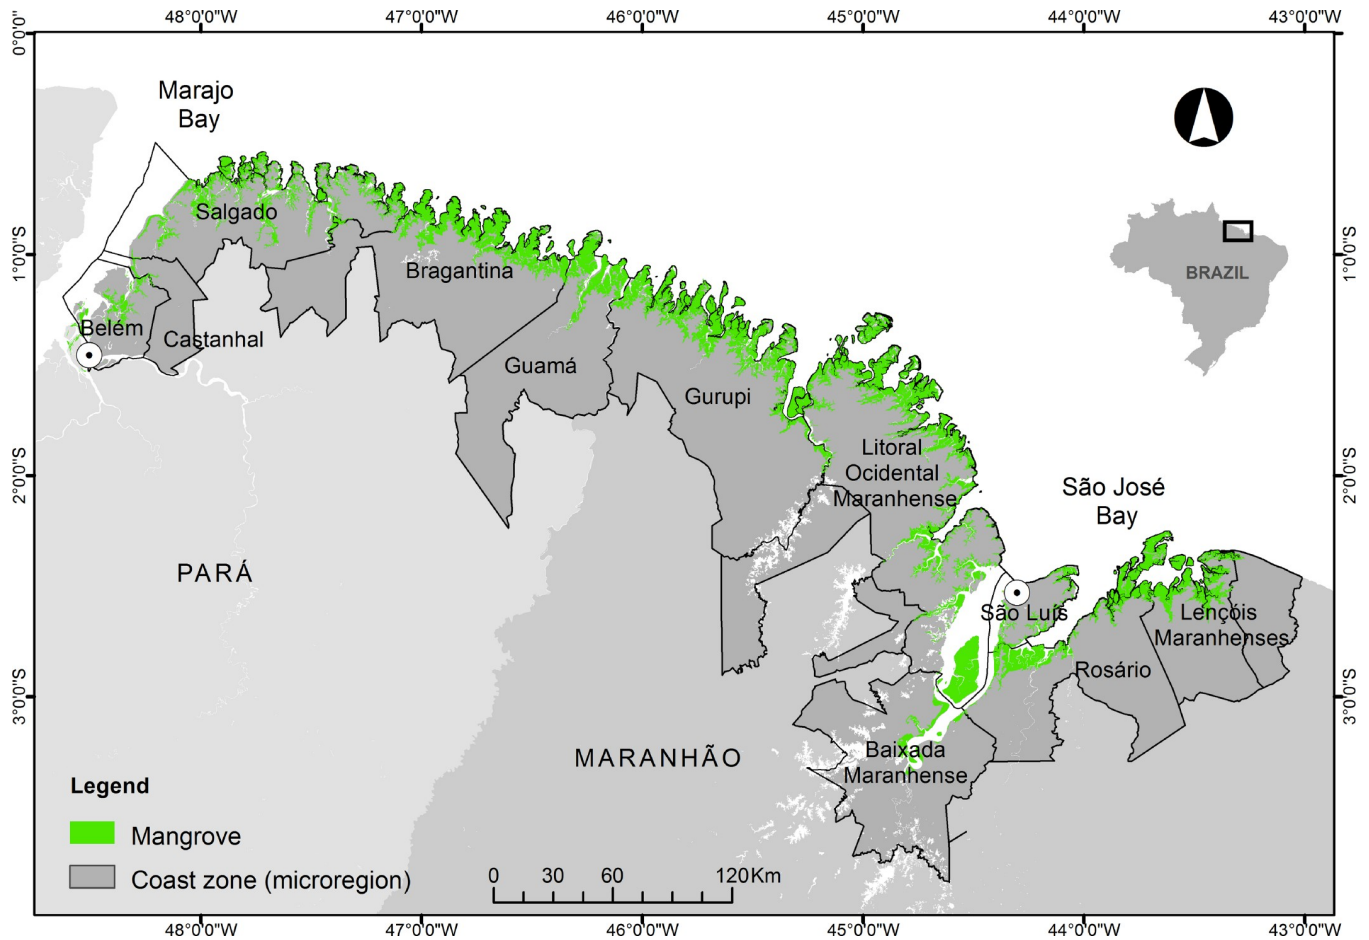 48°0'0"W 47°0'0"W 46°0'0"W 45°0'0"W 44°0'0"W 43°0'0"W
0°0'0"
0°0'0"
Marajo
Bay
Salgado
1°0'0"S
1°0'0"S
Bragantina
BRAZIL
Belém
Castanhal
Guamá
Gurupi
Litoral
Ocidental
Maranhense
2°0'0"S
2°0'0"S
São José
Bay
PARÁ
São Luís
Lençóis
Maranhenses
Rosário
3°0'0"S
3°0'0"S
MARANHÃO
Baixada
Maranhense
Legend
Mangrove
Coast zone (microregion)
0 30 60 120Km
48°0'0"W 47°0'0"W 46°0'0"W 45°0'0"W 44°0'0"W 43°0'0"W